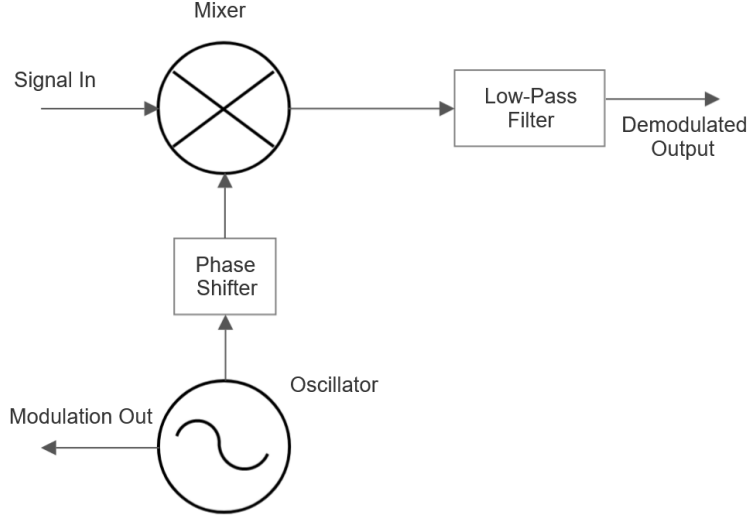 Mixer
Signal In
Low-Pass
Filter
Demodulated
Output
Phase
Shifter
Oscillator
Modulation Out